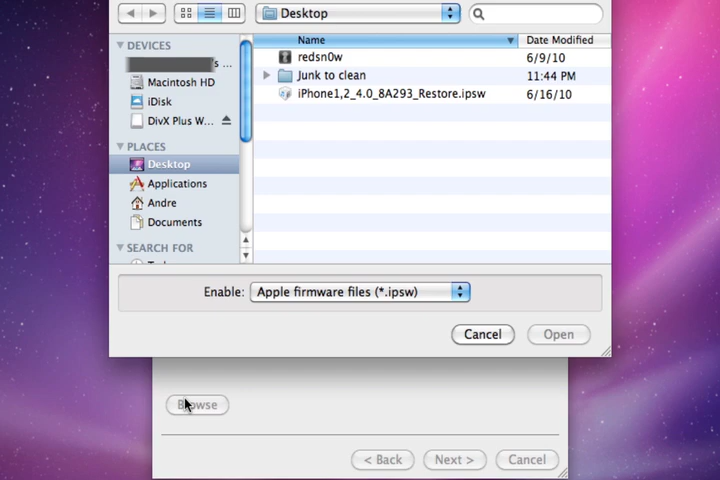 Desktop
Name
Date Modified
DEVICES
redsn0w
6/9/10
s ...
Junk to clean
11:44 PM
Macintosh HD
iPhone1,2_4.0_8A293_Restore.ipsw
6/16/10
iDisk
DivX Plus W...
PLACES
Desktop
Applications
Andre
Documents
SEARCH FOR
Enable:
Apple firmware files (*.ipsw)
Cancel
Open
Browse
< Back
Next >
Cancel